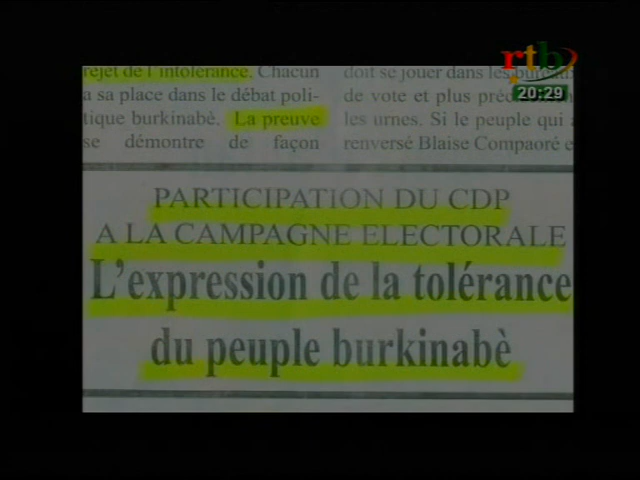 rtb
20:29
rejet de l'intolérance. Chacun
a sa place dans le débat poli-
tique burkinabè. La preuve
se démontre de façon
doit se jouer dans les bureaux
de vote et plus
les urnes. Si le peuple qui a
renversé Blaise Compaoré e
PARTICIPATION DU CDP
A LA CAMPAGNE ELECTORALE
L'expression de la tolérance
du peuple burkinabè